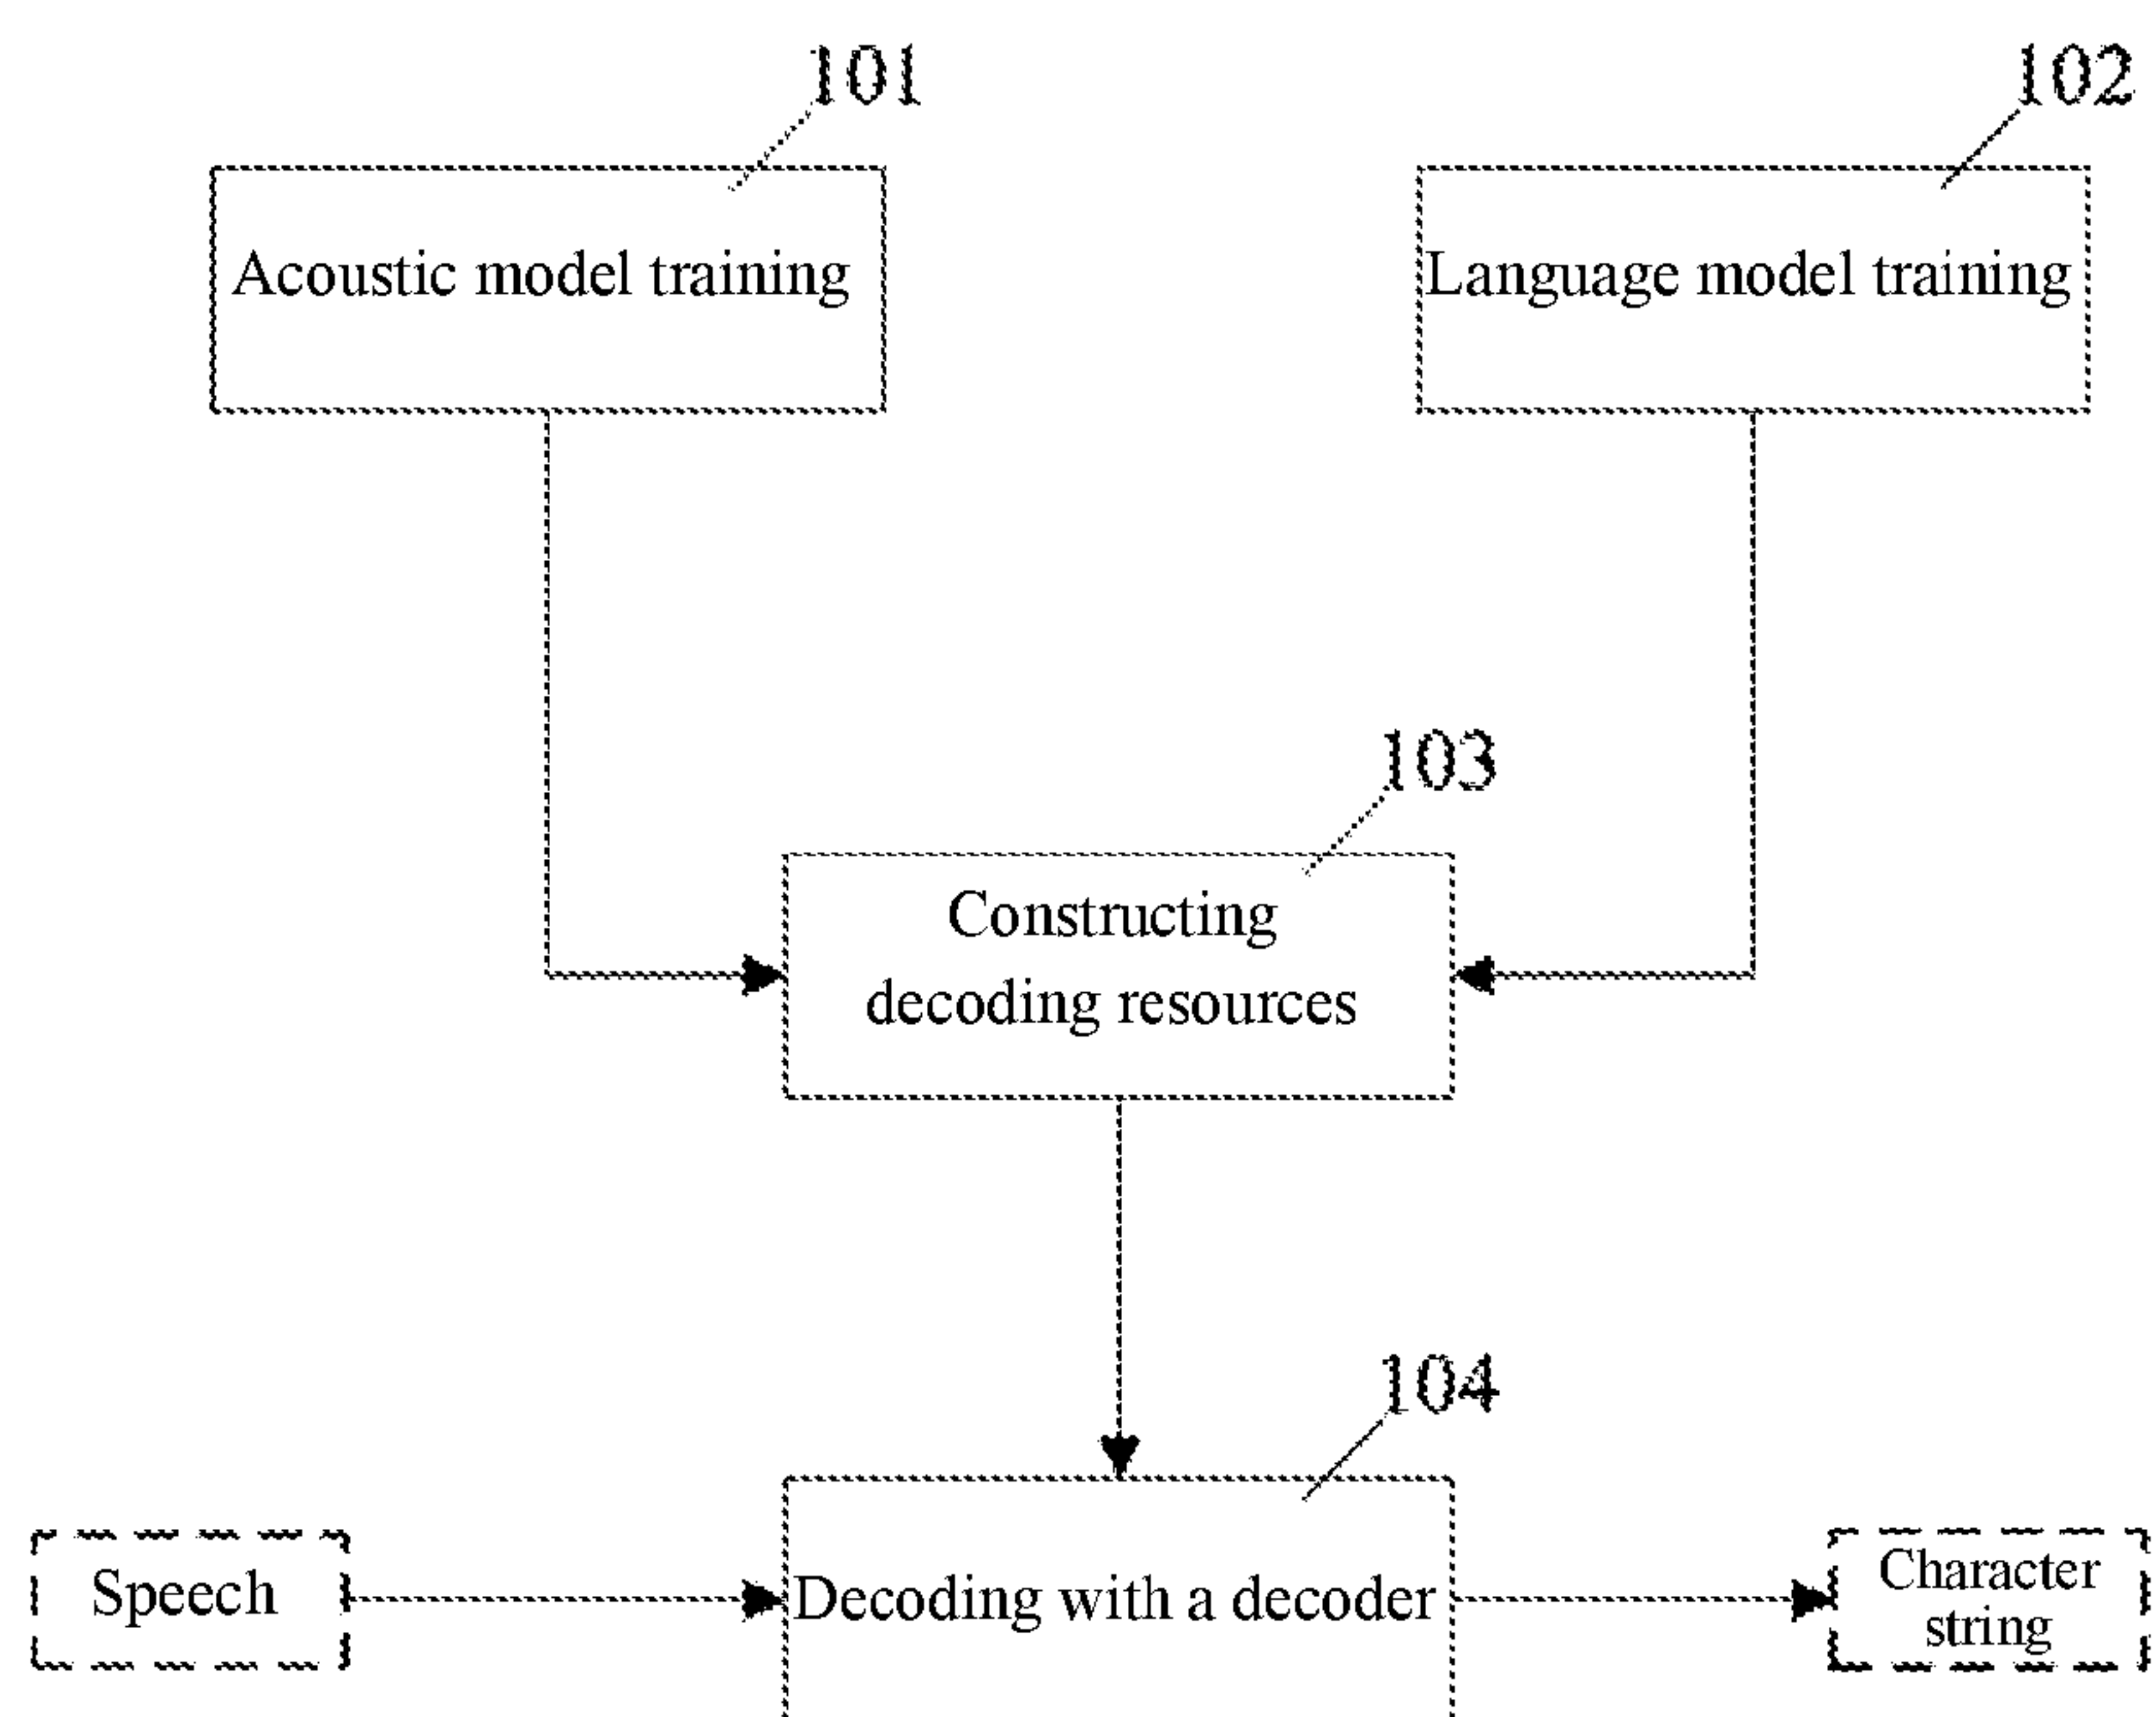 101
102
Acoustic model training
Language model training
103
Constructing
decoding resources
104
Speech
Decoding with a decoder
Character
string